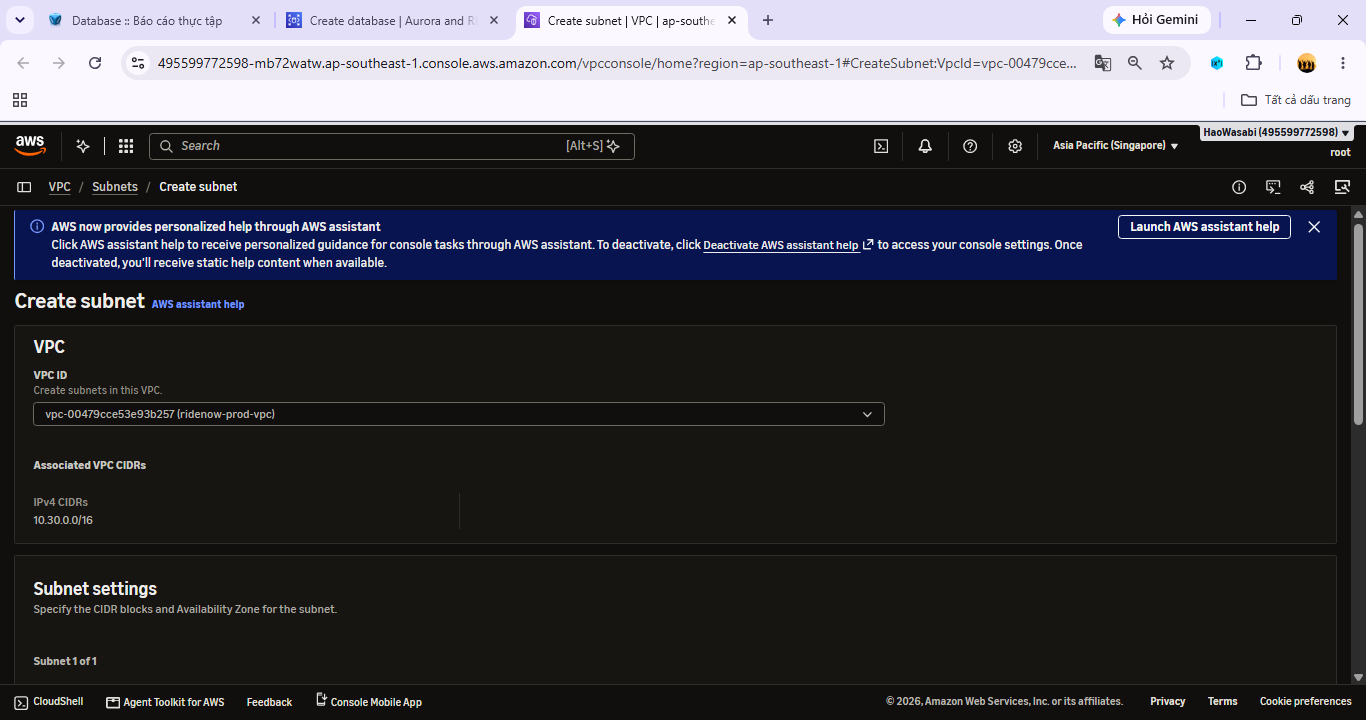 Database :: Báo cáo thực tập
Create database | Aurora and R
Create subnet | VPC | ap-southe
Hỏi Gemini
495599772598-mb72watw.ap-southeast-1.console.aws.amazon.com/vpcconsole/home?region=ap-southeast-1#CreateSubnet:VpcId=vpc-00479cce...
Tất cả dấu trang
aws
Search
[Alt+S]
Asia Pacific (Singapore)
HaoWasabi (495599772598)
root
VPC / Subnets / Create subnet
AWS now provides personalized help through AWS assistant
Click AWS assistant help to receive personalized guidance for console tasks through AWS assistant. To deactivate, click Deactivate AWS assistant help to access your console settings. Once
deactivated, you'll receive static help content when available.
Launch AWS assistant help
Create subnet AWS assistant help
VPC
VPC ID
Create subnets in this VPC.
vpc-00479cce53e93b257 (ridenow-prod-vpc)
Associated VPC CIDRs
IPv4 CIDRs
10.30.0.0/16
Subnet settings
Specify the CIDR blocks and Availability Zone for the subnet.
Subnet 1 of 1
CloudShell
Agent Toolkit for AWS
Feedback
Console Mobile App
© 2026, Amazon Web Services, Inc. or its affiliates.
Privacy
Terms
Cookie preferences